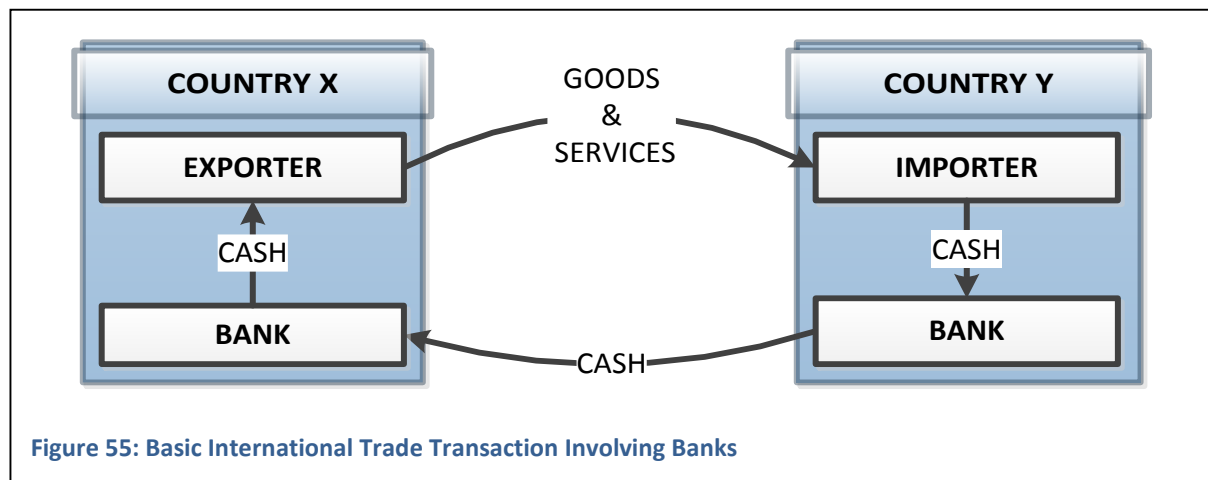 COUNTRY X
EXPORTER
CASH
BANK
GOODS
&
SERVICES
CASH
COUNTRY Y
IMPORTER
CASH
BANK
Figure 55: Basic International Trade Transaction Involving Banks